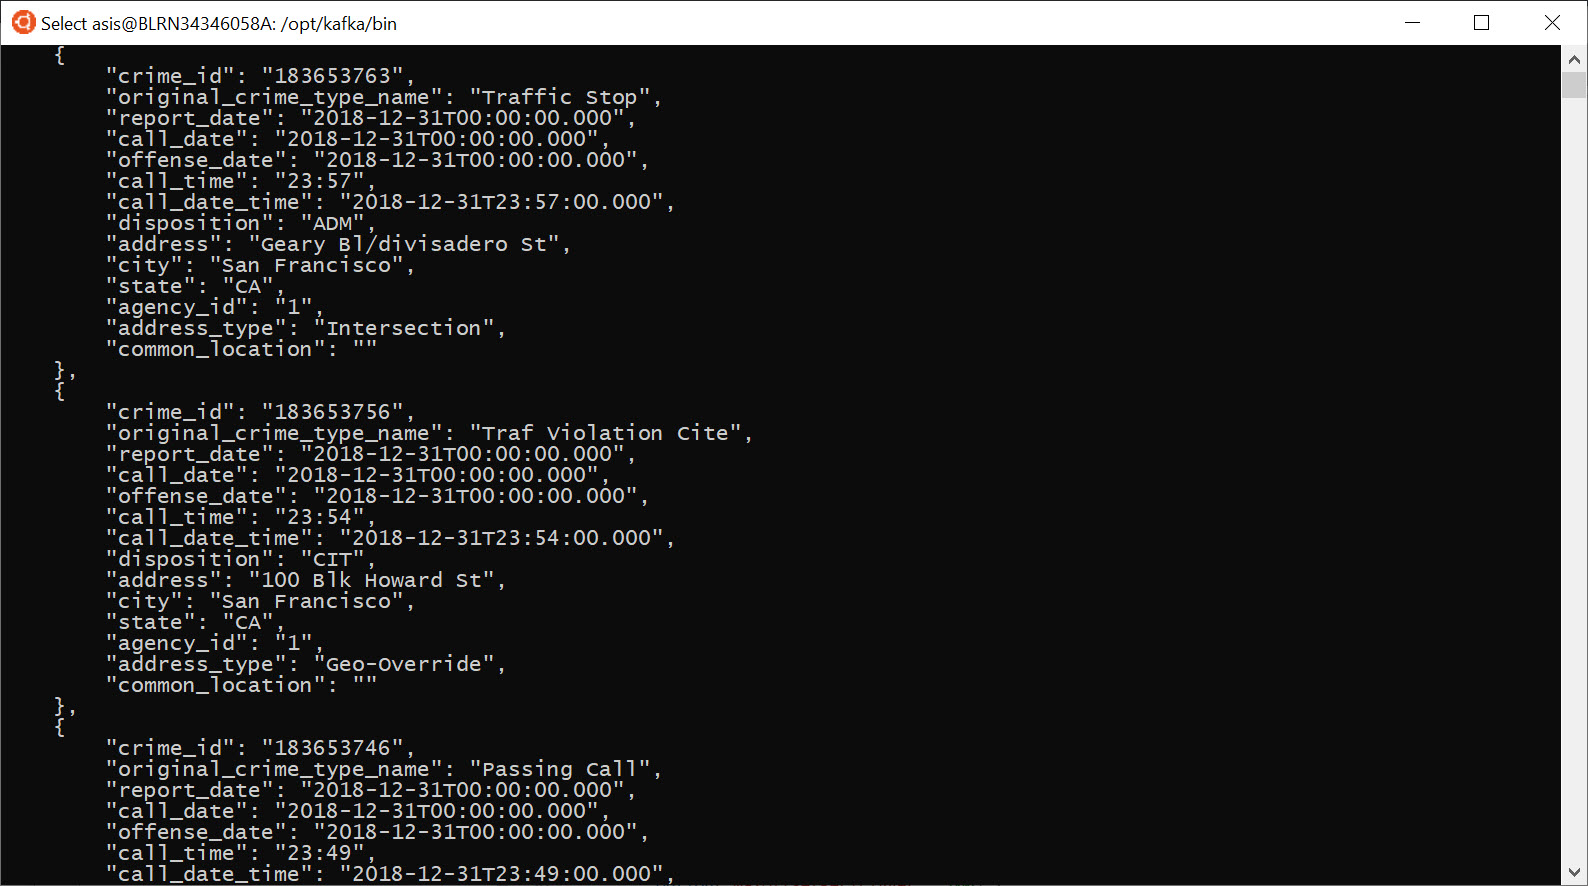 Select asis@BLRN34346058A: /opt/kafka/bin
{
"crime_id": "183653763",
"original_crime_type_name": "Traffic Stop",
"report_date": "2018-12-31T00:00:00.000",
"call_date": "2018-12-31T00:00:00.000",
"offense_date": "2018-12-31T00:00:00.000",
"call_time": "23:57",
"call_date_time": "2018-12-31T23:57:00.000",
"disposition": "ADM",
"address": "Geary Bl/divisadero St",
"city": "San Francisco",
"state": "CA",
"agency_id": "1",
"address_type": "Intersection",
"common_location": ""
},
{
"crime_id": "183653756",
"original_crime_type_name": "Traf Violation Cite",
"report_date": "2018-12-31T00:00:00.000",
"call_date": "2018-12-31T00:00:00.000",
"offense_date": "2018-12-31T00:00:00.000",
"call_time": "23:54",
"call_date_time": "2018-12-31T23:54:00.000",
"disposition": "CIT",
"address": "100 Blk Howard St",
"city": "San Francisco",
"state": "CA",
"agency_id": "1",
"address_type": "Geo-Override",
"common_location": ""
},
{
"crime_id": "183653746",
"original_crime_type_name": "Passing Call",
"report_date": "2018-12-31T00:00:00.000",
"call_date": "2018-12-31T00:00:00.000",
"offense_date": "2018-12-31T00:00:00.000",
"call_time": "23:49",
"call_date_time": "2018-12-31T23:49:00.000",